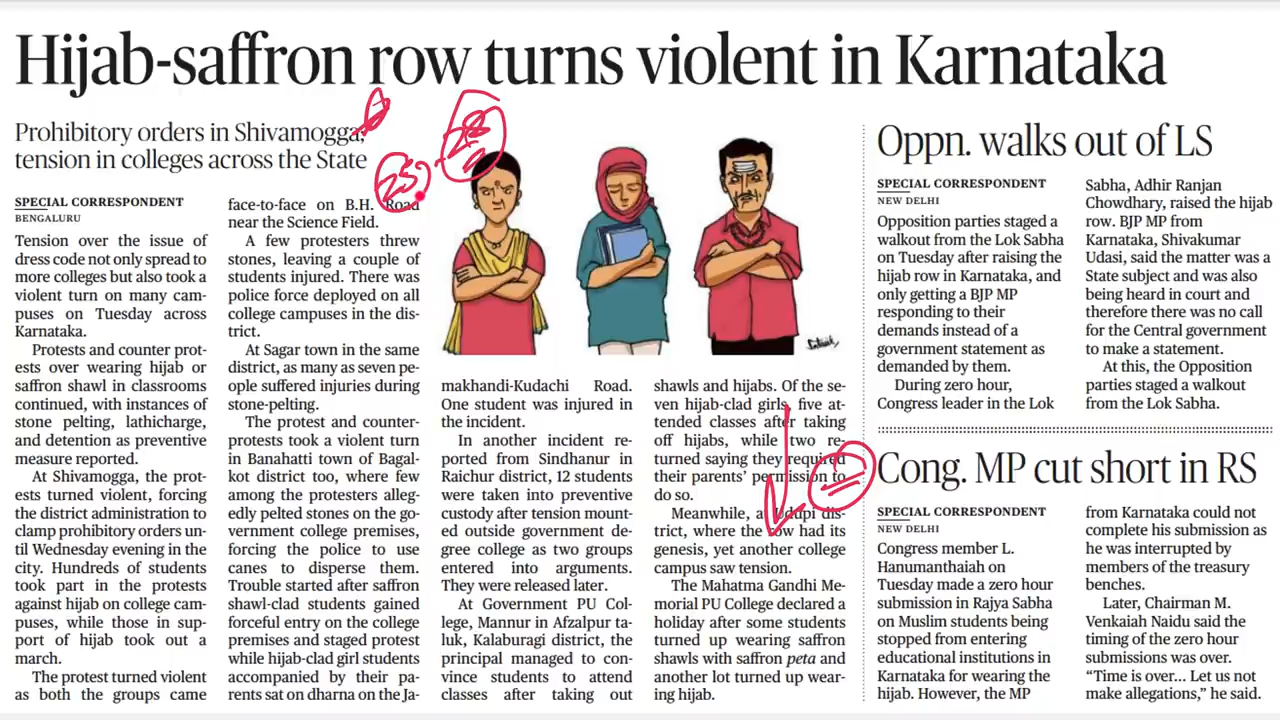 Hijab-saffron row turns violent in Karnataka
Prohibitory orders in Shivamogga,
tension in colleges across the State
SPECIAL CORRESPONDENT
BENGALURU
Tension over the issue of
dress code not only spread to
more colleges but also took a
violent turn on many cam-
puses on Tuesday across
Karnataka.
Protests and counter prot-
ests over wearing hijab or
saffron shawl in classrooms
continued, with instances of
stone pelting, lathicharge,
and detention as preventive
measure reported.
At Shivamogga, the prot-
ests turned violent, forcing
the district administration to
clamp prohibitory orders un-
til Wednesday evening in the
city. Hundreds of students
took part in the protests
against hijab on college cam-
puses, while those in sup-
port of hijab took out a
march.
The protest turned violent
as both the groups came
face-to-face on B.H. Road
near the Science Field.
A few protesters threw
stones, leaving a couple of
students injured. There was
police force deployed on all
college campuses in the dis-
trict.
At Sagar town in the same
district, as many as seven pe-
ople suffered injuries during
stone-pelting.
The protest and counter-
protests took a violent turn
in Banahatti town of Bagal-
kot district too, where few
among the protesters alleg-
edly pelted stones on the go-
vernment college premises,
forcing the police to use
canes to disperse them.
Trouble started after saffron
shawl-clad students gained
forceful entry on the college
premises and staged protest
while hijab-clad girl students
accompanied by their pa-
rents sat on dharna on the Ja-
makhandi-Kudachi Road.
One student was injured in
the incident.
In another incident re-
ported from Sindhanur in
Raichur district, 12 students
were taken into preventive
custody after tension mount-
ed outside government de-
gree college as two groups
entered into arguments.
They were released later.
At Government PU Col-
lege, Mannur in Afzalpur ta-
luk, Kalaburagi district, the
principal managed to con-
vince students to attend
classes after taking out
shawls and hijabs. Of the se-
ven hijab-clad girls, five at-
tended classes after taking
off hijabs, while two re-
turned saying they required
their parents' permission to
do so.
Meanwhile, at Udupi dis-
trict, where the row had its
genesis, yet another college
campus saw tension.
The Mahatma Gandhi Me-
morial PU College declared a
holiday after some students
turned up wearing saffron
shawls with saffron peta and
another lot turned up wear-
ing hijab.
Oppn. walks out of LS
SPECIAL CORRESPONDENT
NEW DELHI
Opposition parties staged a
walkout from the Lok Sabha
on Tuesday after raising the
hijab row in Karnataka, and
only getting a BJP MP
responding to their
demands instead of a
government statement as
demanded by them.
During zero hour,
Congress leader in the Lok
Sabha, Adhir Ranjan
Chowdhary, raised the hijab
row. BJP MP from
Karnataka, Shivakumar
Udasi, said the matter was a
State subject and was also
being heard in court and
therefore there was no call
for the Central government
to make a statement.
At this, the Opposition
parties staged a walkout
from the Lok Sabha.
Cong. MP cut short in RS
SPECIAL CORRESPONDENT
NEW DELHI
Congress member L.
Hanumanthaiah on
Tuesday made a zero hour
submission in Rajya Sabha
on Muslim students being
stopped from entering
educational institutions in
Karnataka for wearing the
hijab. However, the MP
from Karnataka could not
complete his submission as
he was interrupted by
members of the treasury
benches.
Later, Chairman M.
Venkaiah Naidu said the
timing of the zero hour
submissions was over.
"Time is over... Let us not
make allegations," he said.